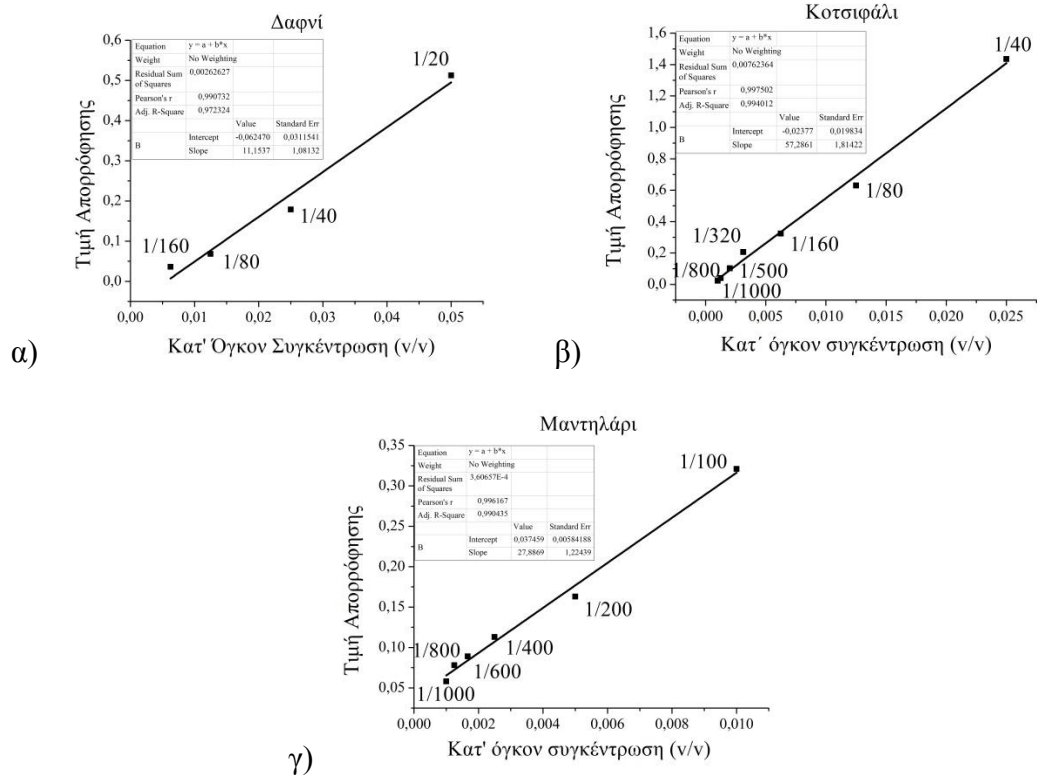 Δαφνί
Equation y = a + b*x
Weight No Weighting
Residual Sum of Squares 0,00262627
Pearson's r 0,990732
Adj. R-Square 0,972324
Value Standard Err
B Intercept -0,062470 0,0311541
Slope 11,1537 1,08132
0,6
0,5
0,4
0,3
0,2
0,1
0,0
Τιμή Απορρόφησης
1/20
1/40
1/160
1/80
0,00 0,01 0,02 0,03 0,04 0,05
Κατ' Όγκον Συγκέντρωση (v/v)
α)
Κοτσιφάλι
Equation y = a + b*x
Weight No Weighting
Residual Sum of Squares 0,00762364
Pearson's r 0,997502
Adj. R-Square 0,994012
Value Standard Err
B Intercept -0,02377 0,019834
Slope 57,2861 1,81422
1,6
1,4
1,2
1,0
0,8
0,6
0,4
0,2
0,0
Τιμή Απορρόφησης
1/40
1/80
1/320
1/160
1/800
1/500
1/1000
0,000 0,005 0,010 0,015 0,020 0,025
Κατ΄ όγκον συγκέντρωση (v/v)
β)
Μαντηλάρι
Equation y = a + b*x
Weight No Weighting
Residual Sum of Squares 3,60657E-4
Pearson's r 0,996167
Adj. R-Square 0,990435
Value Standard Err
B Intercept 0,037459 0,00584188
Slope 27,8869 1,22439
0,35
0,30
0,25
0,20
0,15
0,10
0,05
Τιμή Απορρόφησης
1/100
1/200
1/400
1/800
1/600
1/1000
0,000 0,002 0,004 0,006 0,008 0,010
Κατ' όγκον συγκέντρωση (v/v)
γ)